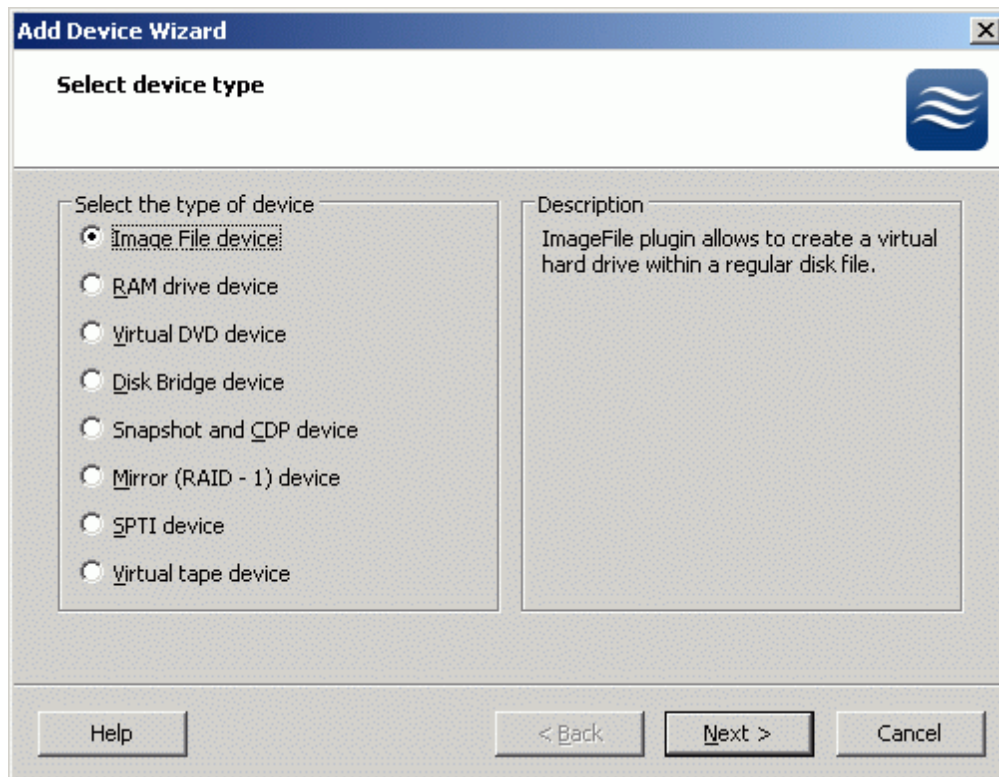 Add Device Wizard
Select device type
Select the type of device
Image File device
RAM drive device
Virtual DVD device
Disk Bridge device
Snapshot and CDP device
Mirror (RAID - 1) device
SPTI device
Virtual tape device
Description
ImageFile plugin allows to create a virtual
hard drive within a regular disk file.
Help
< Back
Next >
Cancel